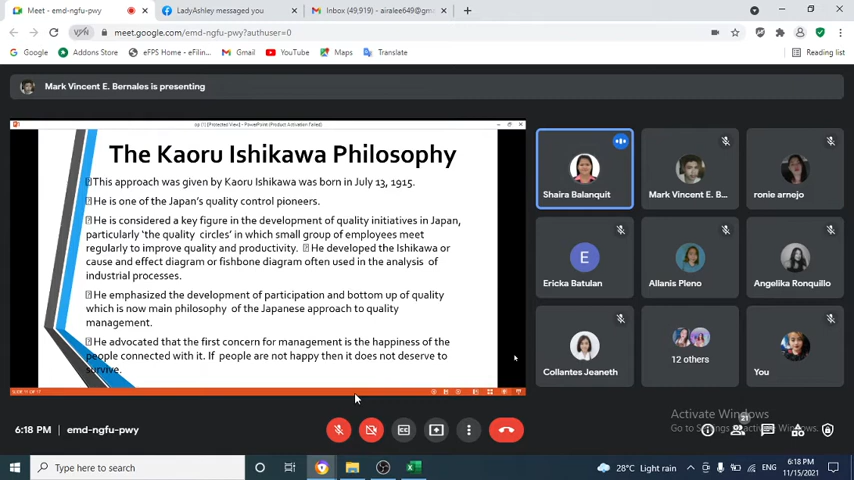 Meet - emd-ngfu-pwy
LadyAshley messaged you
Inbox (49,919) - airalee649@gm
VPN
meet.google.com/emd-ngfu-pwy?authuser=0
Google
Addons Store
eFPS Home - eFPS...
Gmail
YouTube
Maps
Translate
Reading list
Mark Vincent E. Bernales is presenting
[Protected View] - PowerPoint (Product Activation Failed)
The Kaoru Ishikawa Philosophy
This approach was given by Kaoru Ishikawa was born in July 13, 1915.
He is one of the Japan's quality control pioneers.
He is considered a key figure in the development of quality initiatives in Japan,
particularly 'the quality circles' in which small group of employees meet
regularly to improve quality and productivity. He developed the Ishikawa or
cause and effect diagram or fishbone diagram often used in the analysis of
industrial processes.
He emphasized the development of participation and bottom up of quality
which is now main philosophy of the Japanese approach to quality
management.
He advocated that the first concern for management is the happiness of the
people connected with it. If people are not happy then it does not deserve to
survive.
Shaira Balanquit
Mark Vincent E. B...
ronie arnejo
E
Ericka Batulan
Allanis Pleno
Angelika Ronquillo
Collantes Jeaneth
12 others
You
Activate Windows
Go to Settings to activate Windows.
6:18 PM
emd-ngfu-pwy
21
Type here to search
28°C Light rain
ENG
6:18 PM
11/15/2021